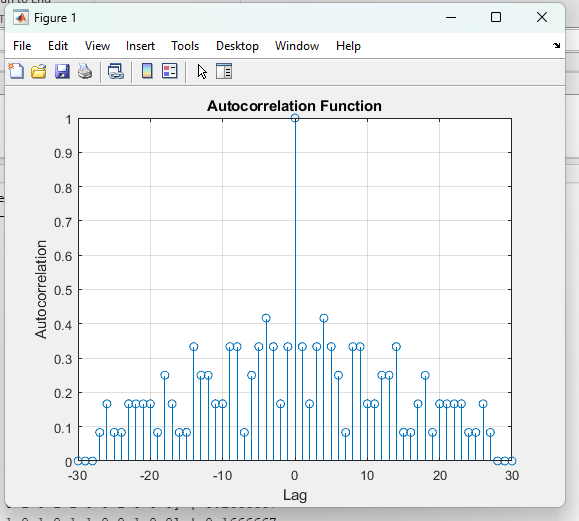 Figure 1
File Edit View Insert Tools Desktop Window Help
Autocorrelation Function
1
0.9
0.8
0.7
0.6
0.5
0.4
0.3
0.2
0.1
0
Autocorrelation
-30 -20 -10 0 10 20 30
Lag